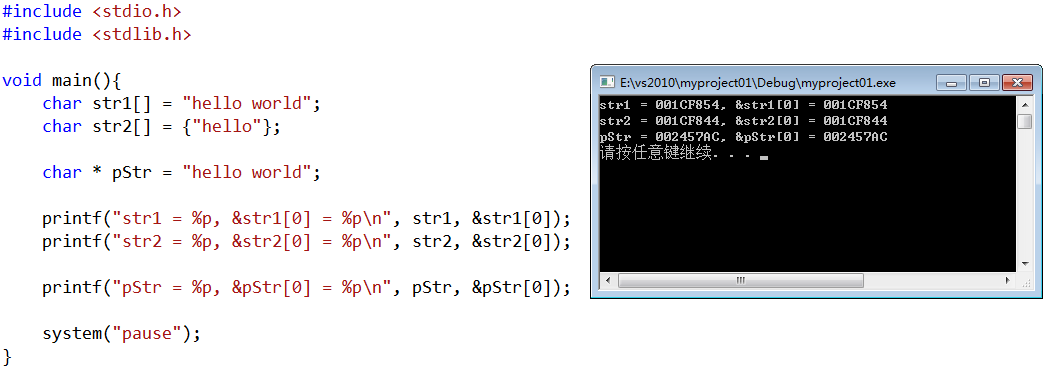 #include <stdio.h>
#include <stdlib.h>
void main(){
char str1[] = "hello world";
char str2[] = {"hello"};
char * pStr = "hello world";
printf("str1 = %p, &str1[0] = %p\n", str1, &str1[0]);
printf("str2 = %p, &str2[0] = %p\n", str2, &str2[0]);
printf("pStr = %p, &pStr[0] = %p\n", pStr, &pStr[0]);
system("pause");
}
E:\vs2010\myproject01\Debug\myproject01.exe
str1 = 001CF854, &str1[0] = 001CF854
str2 = 001CF844, &str2[0] = 001CF844
pStr = 002457AC, &pStr[0] = 002457AC
请按任意键继续. . .